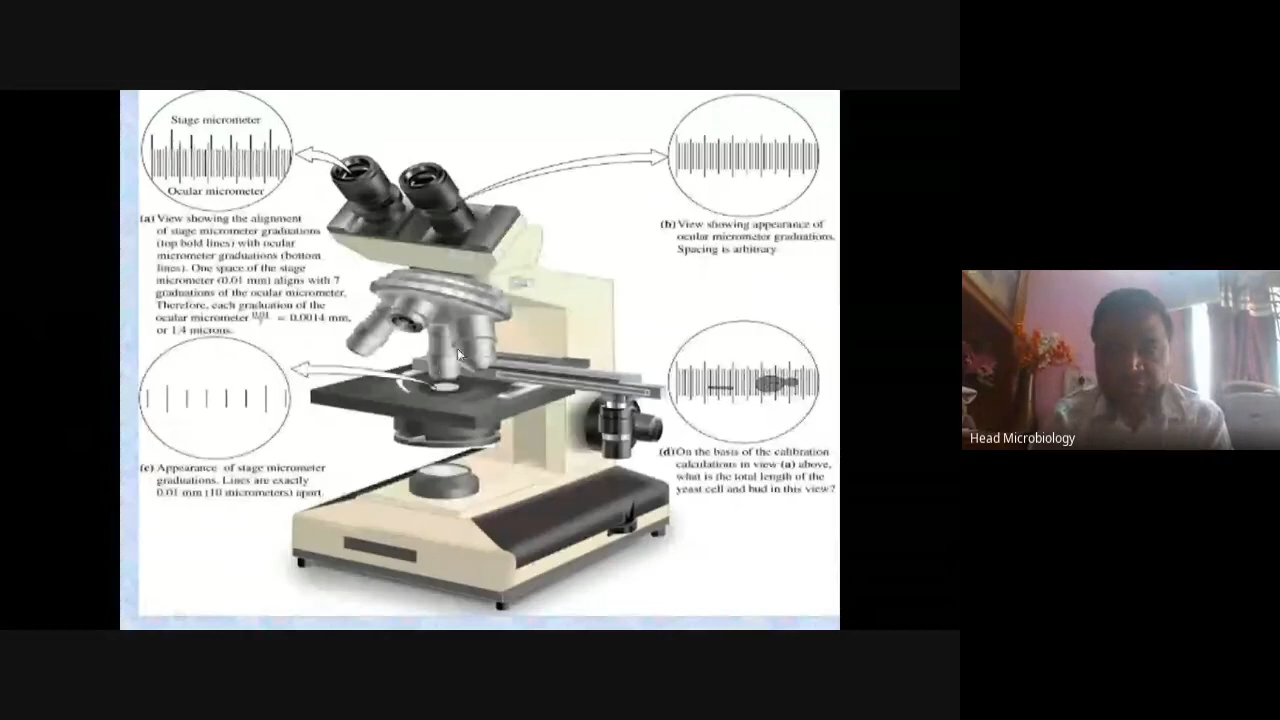 Stage micrometer
Ocular micrometer
(a) View showing the alignment
of stage micrometer graduations
(top bold lines) with ocular
micrometer graduations (bottom
lines). One space of the stage
micrometer (0.01 mm) aligns with 7
graduations of the ocular micrometer.
Therefore, each graduation of the
ocular micrometer 0.01/7 = 0.0014 mm,
or 1.4 microns.
(b) View showing appearance of
ocular micrometer graduations.
Spacing is arbitrary
(c) Appearance of stage micrometer
graduations. Lines are exactly
0.01 mm (10 micrometers) apart.
(d) On the basis of the calibration
calculations in view (a) above,
what is the total length of the
yeast cell and bud in this view?
Head Microbiology